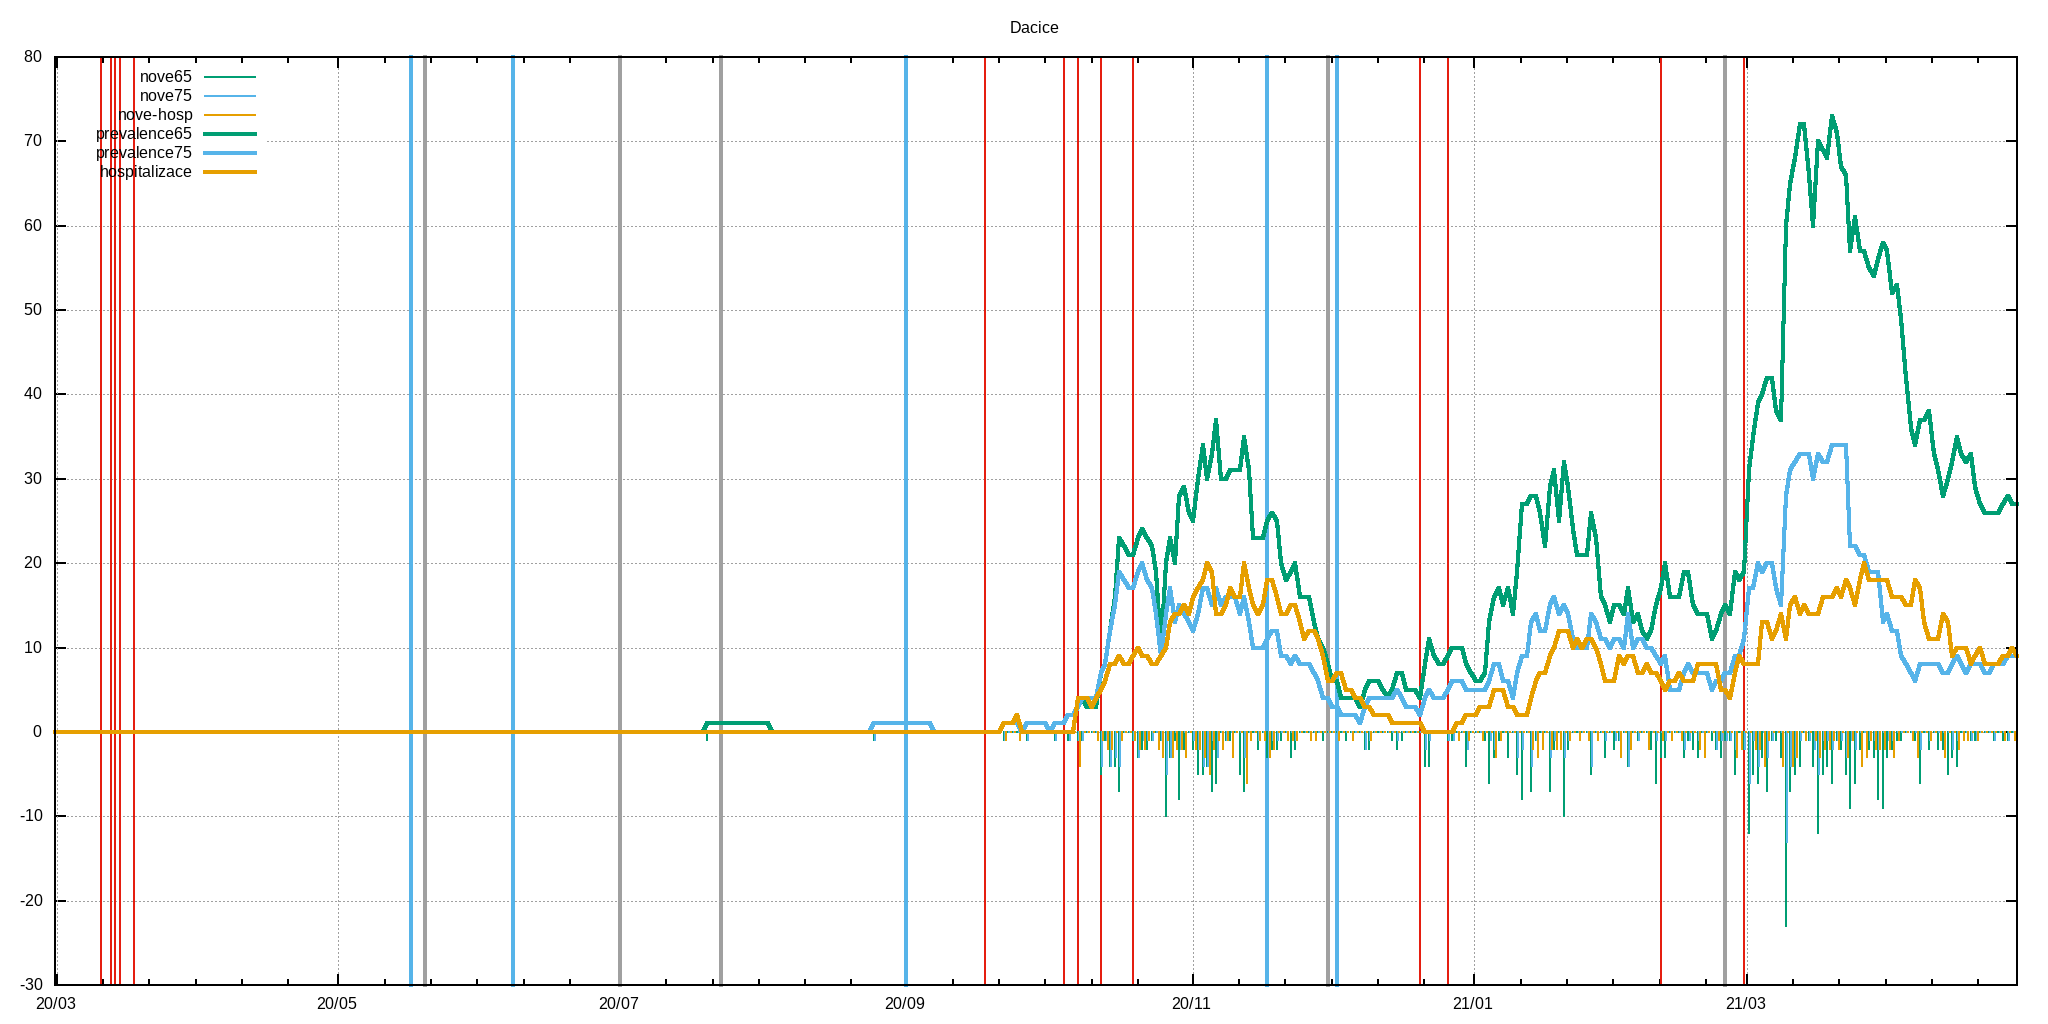 Dacice
80
70
60
50
40
30
20
10
0
-10
-20
-30
nove65
nove75
nove-hosp
prevalence65
prevalence75
hospitalizace
20/03 20/05 20/07 20/09 20/11 21/01 21/03